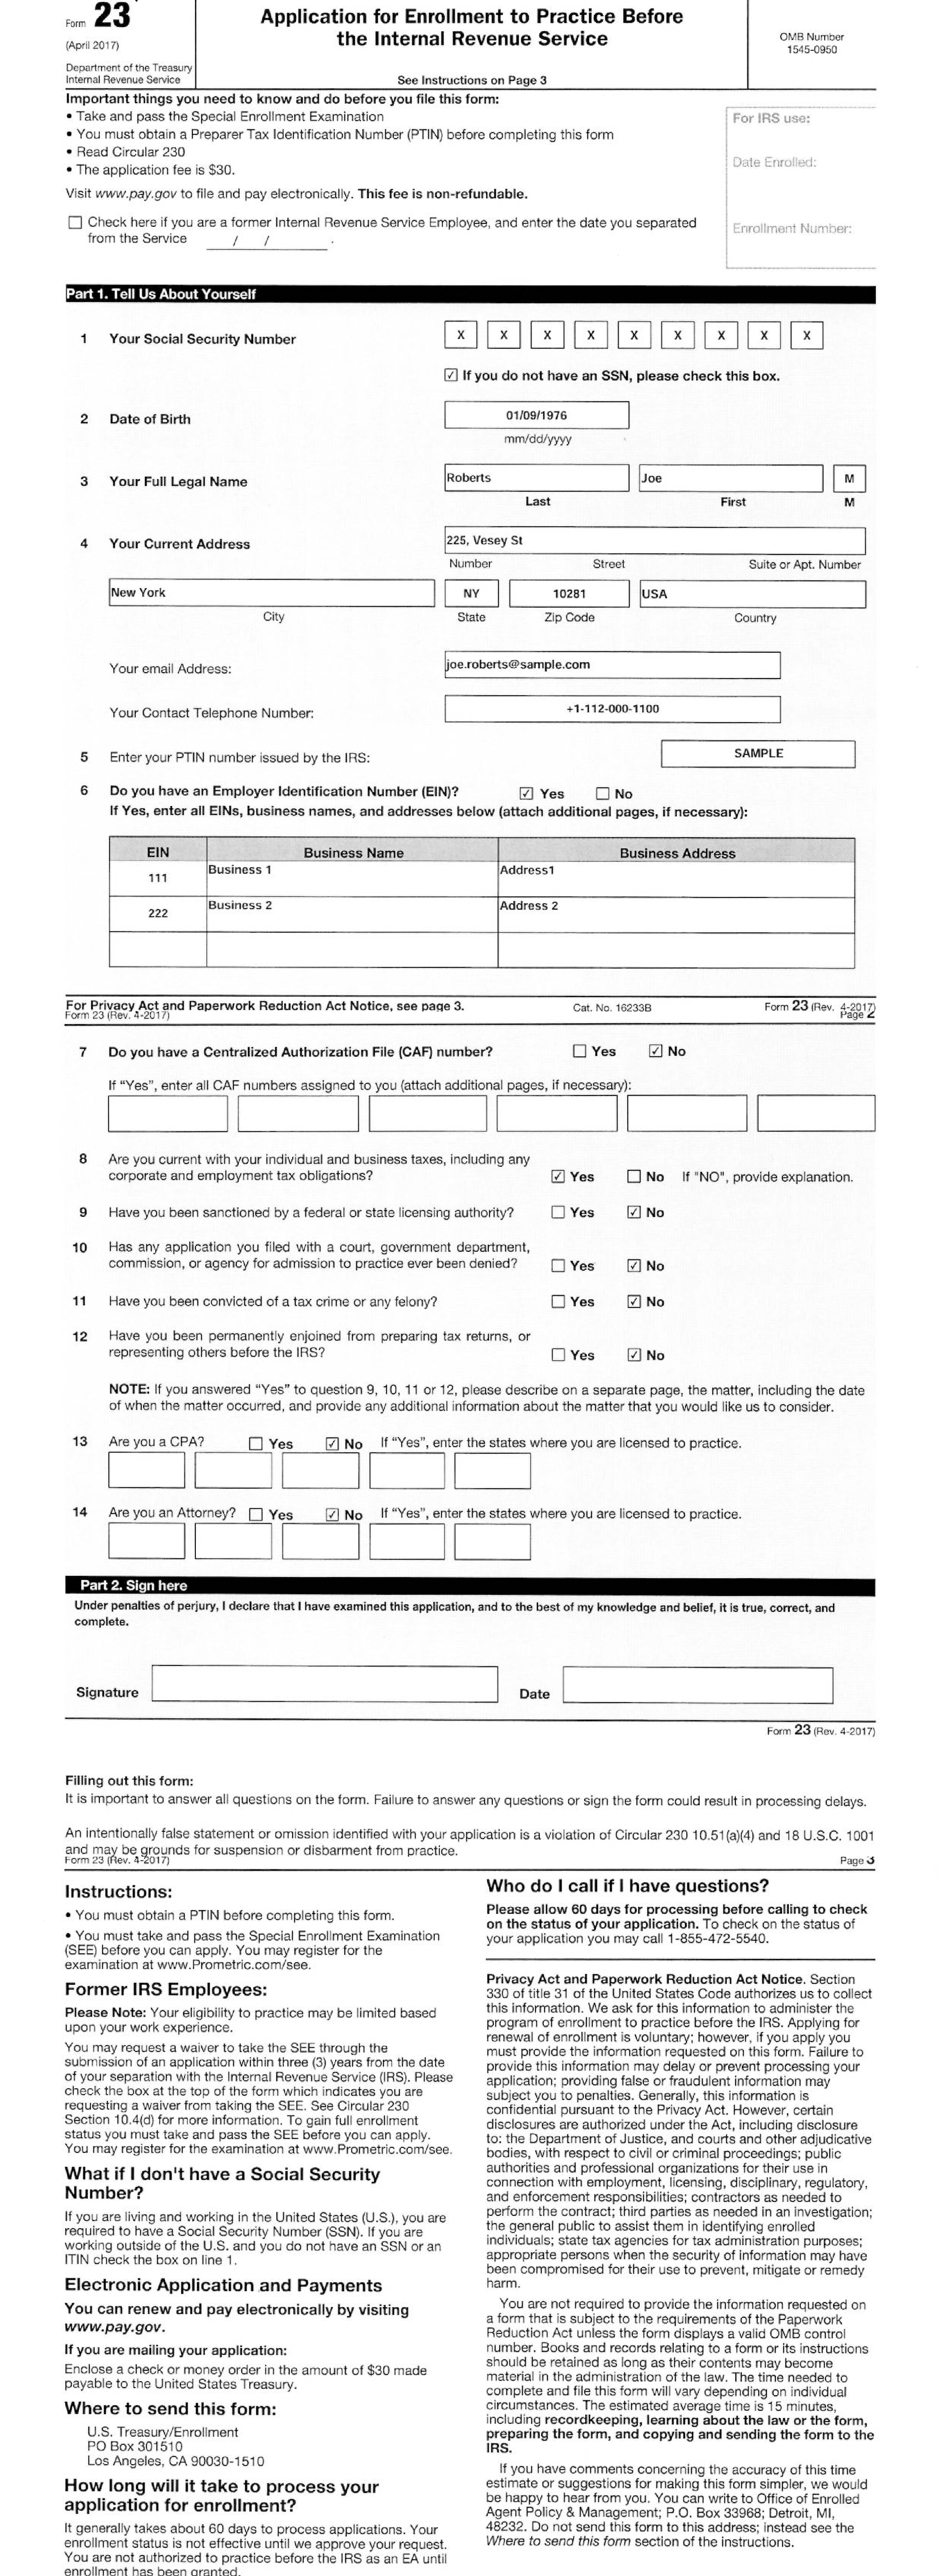 Form 23
Application for Enrollment to Practice Before
the Internal Revenue Service
OMB Number
1545-0950
(April 2017)
Department of the Treasury
Internal Revenue Service
See Instructions on Page 3
Important things you need to know and do before you file this form:
• Take and pass the Special Enrollment Examination
• You must obtain a Preparer Tax Identification Number (PTIN) before completing this form
• Read Circular 230
• The application fee is $30.
Visit www.pay.gov to file and pay electronically. This fee is non-refundable.
☐ Check here if you are a former Internal Revenue Service Employee, and enter the date you separated
from the Service / / .
For IRS use:
Date Enrolled:
Enrollment Number:
Part 1. Tell Us About Yourself
1 Your Social Security Number X X X X X X X X X
☑ If you do not have an SSN, please check this box.
2 Date of Birth 01/09/1976
mm/dd/yyyy
3 Your Full Legal Name Roberts Joe M
Last First M
4 Your Current Address 225, Vesey St
Number Street Suite or Apt. Number
New York NY 10281 USA
City State Zip Code Country
Your email Address: joe.roberts@sample.com
Your Contact Telephone Number: +1-112-000-1100
5 Enter your PTIN number issued by the IRS: SAMPLE
6 Do you have an Employer Identification Number (EIN)? ☑ Yes ☐ No
If Yes, enter all EINs, business names, and addresses below (attach additional pages, if necessary):
EIN Business Name Business Address
111 Business 1 Address1
222 Business 2 Address 2
For Privacy Act and Paperwork Reduction Act Notice, see page 3. Cat. No. 16233B Form 23 (Rev. 4-2017)
Form 23 (Rev. 4-2017) Page 2
7 Do you have a Centralized Authorization File (CAF) number? ☐ Yes ☑ No
If "Yes", enter all CAF numbers assigned to you (attach additional pages, if necessary):
8 Are you current with your individual and business taxes, including any
corporate and employment tax obligations? ☑ Yes ☐ No If "NO", provide explanation.
9 Have you been sanctioned by a federal or state licensing authority? ☐ Yes ☑ No
10 Has any application you filed with a court, government department,
commission, or agency for admission to practice ever been denied? ☐ Yes ☑ No
11 Have you been convicted of a tax crime or any felony? ☐ Yes ☑ No
12 Have you been permanently enjoined from preparing tax returns, or
representing others before the IRS? ☐ Yes ☑ No
NOTE: If you answered "Yes" to question 9, 10, 11 or 12, please describe on a separate page, the matter, including the date
of when the matter occurred, and provide any additional information about the matter that you would like us to consider.
13 Are you a CPA? ☐ Yes ☑ No If "Yes", enter the states where you are licensed to practice.
14 Are you an Attorney? ☐ Yes ☑ No If "Yes", enter the states where you are licensed to practice.
Part 2. Sign here
Under penalties of perjury, I declare that I have examined this application, and to the best of my knowledge and belief, it is true, correct, and
complete.
Signature Date
Form 23 (Rev. 4-2017)
Filling out this form:
It is important to answer all questions on the form. Failure to answer any questions or sign the form could result in processing delays.
An intentionally false statement or omission identified with your application is a violation of Circular 230 10.51(a)(4) and 18 U.S.C. 1001
and may be grounds for suspension or disbarment from practice.
Form 23 (Rev. 4-2017) Page 3
Instructions:
• You must obtain a PTIN before completing this form.
• You must take and pass the Special Enrollment Examination
(SEE) before you can apply. You may register for the
examination at www.Prometric.com/see.
Former IRS Employees:
Please Note: Your eligibility to practice may be limited based
upon your work experience.
You may request a waiver to take the SEE through the
submission of an application within three (3) years from the date
of your separation with the Internal Revenue Service (IRS). Please
check the box at the top of the form which indicates you are
requesting a waiver from taking the SEE. See Circular 230
Section 10.4(d) for more information. To gain full enrollment
status you must take and pass the SEE before you can apply.
You may register for the examination at www.Prometric.com/see.
What if I don't have a Social Security
Number?
If you are living and working in the United States (U.S.), you are
required to have a Social Security Number (SSN). If you are
working outside of the U.S. and you do not have an SSN or an
ITIN check the box on line 1.
Electronic Application and Payments
You can renew and pay electronically by visiting
www.pay.gov.
If you are mailing your application:
Enclose a check or money order in the amount of $30 made
payable to the United States Treasury.
Where to send this form:
U.S. Treasury/Enrollment
PO Box 301510
Los Angeles, CA 90030-1510
How long will it take to process your
application for enrollment?
It generally takes about 60 days to process applications. Your
enrollment status is not effective until we approve your request.
You are not authorized to practice before the IRS as an EA until
enrollment has been granted.
Who do I call if I have questions?
Please allow 60 days for processing before calling to check
on the status of your application. To check on the status of
your application you may call 1-855-472-5540.
Privacy Act and Paperwork Reduction Act Notice. Section
330 of title 31 of the United States Code authorizes us to collect
this information. We ask for this information to administer the
program of enrollment to practice before the IRS. Applying for
renewal of enrollment is voluntary; however, if you apply you
must provide the information requested on this form. Failure to
provide this information may delay or prevent processing your
application; providing false or fraudulent information may
subject you to penalties. Generally, this information is
confidential pursuant to the Privacy Act. However, certain
disclosures are authorized under the Act, including disclosure
to: the Department of Justice, and courts and other adjudicative
bodies, with respect to civil or criminal proceedings; public
authorities and professional organizations for their use in
connection with employment, licensing, disciplinary, regulatory,
and enforcement responsibilities; contractors as needed to
perform the contract; third parties as needed in an investigation;
the general public to assist them in identifying enrolled
individuals; state tax agencies for tax administration purposes;
appropriate persons when the security of information may have
been compromised for their use to prevent, mitigate or remedy
harm.
You are not required to provide the information requested on
a form that is subject to the requirements of the Paperwork
Reduction Act unless the form displays a valid OMB control
number. Books and records relating to a form or its instructions
should be retained as long as their contents may become
material in the administration of the law. The time needed to
complete and file this form will vary depending on individual
circumstances. The estimated average time is 15 minutes,
including recordkeeping, learning about the law or the form,
preparing the form, and copying and sending the form to the
IRS.
If you have comments concerning the accuracy of this time
estimate or suggestions for making this form simpler, we would
be happy to hear from you. You can write to Office of Enrolled
Agent Policy & Management; P.O. Box 33968; Detroit, MI,
48232. Do not send this form to this address; instead see the
Where to send this form section of the instructions.